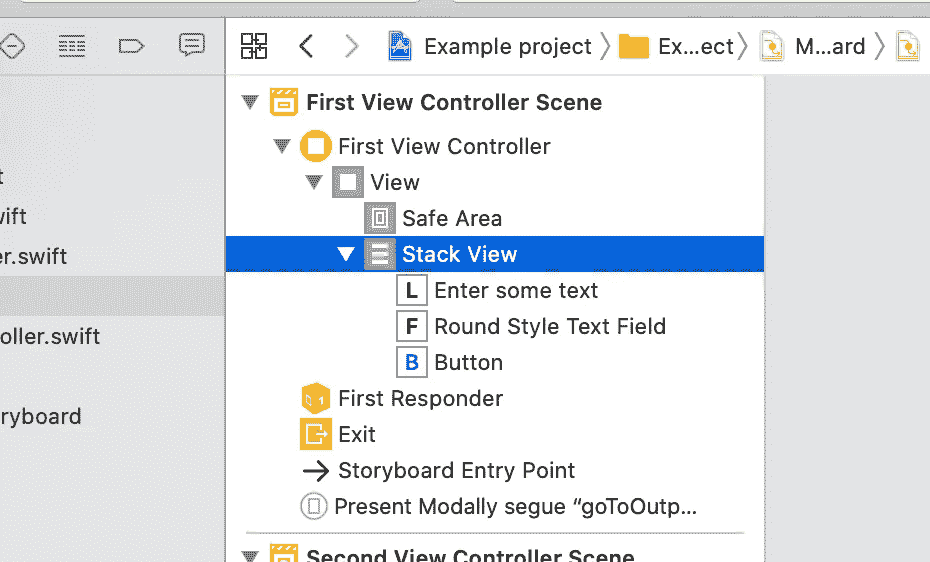 Example project Ex...ect M...ard
First View Controller Scene
First View Controller
View
Safe Area
Stack View
L Enter some text
F Round Style Text Field
B Button
First Responder
Exit
Storyboard Entry Point
Present Modally segue “goToOutp...
Second View Controller Scene
t
wift
er.swift
oller.swift
ryboard